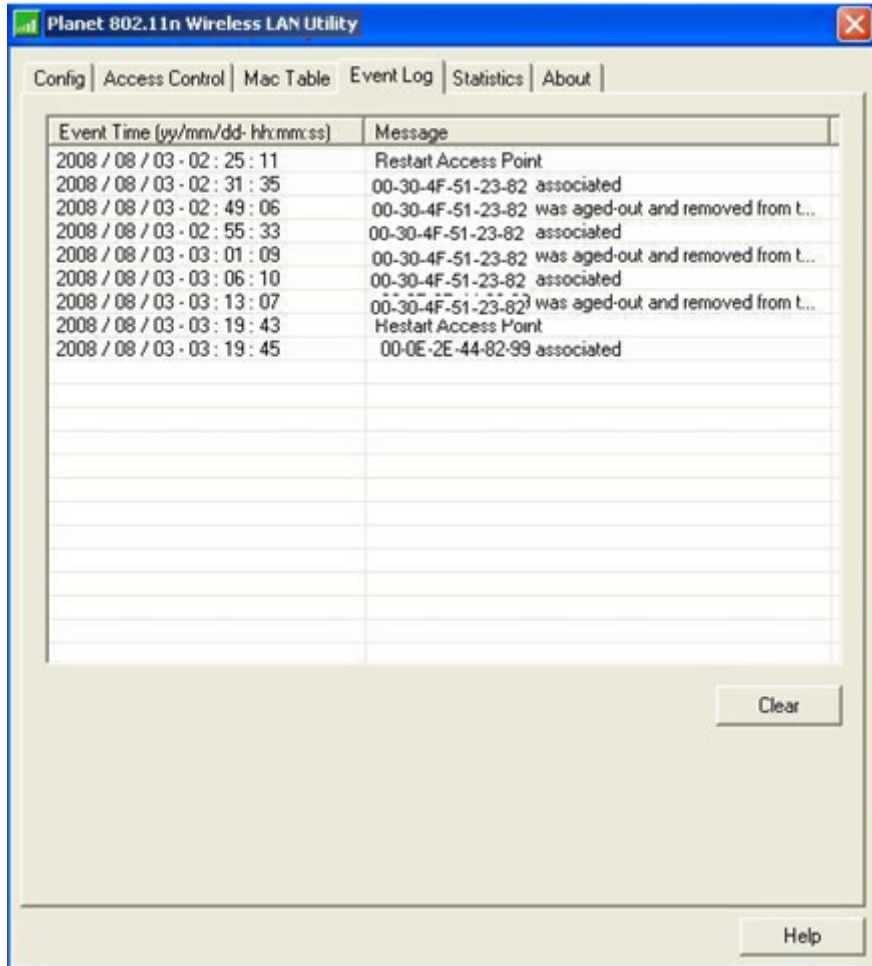 Planet 802.11n Wireless LAN Utility
Config Access Control Mac Table Event Log Statistics About
Event Time (yy/mm/dd- hh:mm:ss) Message
2008 / 08 / 03 - 02 : 25 : 11 Restart Access Point
2008 / 08 / 03 - 02 : 31 : 35 00-30-4F-51-23-82 associated
2008 / 08 / 03 - 02 : 49 : 06 00-30-4F-51-23-82 was aged-out and removed from t...
2008 / 08 / 03 - 02 : 55 : 33 00-30-4F-51-23-82 associated
2008 / 08 / 03 - 03 : 01 : 09 00-30-4F-51-23-82 was aged-out and removed from t...
2008 / 08 / 03 - 03 : 06 : 10 00-30-4F-51-23-82 associated
2008 / 08 / 03 - 03 : 13 : 07 00-30-4F-51-23-82 was aged-out and removed from t...
2008 / 08 / 03 - 03 : 19 : 43 Restart Access Point
2008 / 08 / 03 - 03 : 19 : 45 00-0E-2E-44-82-99 associated
Clear
Help